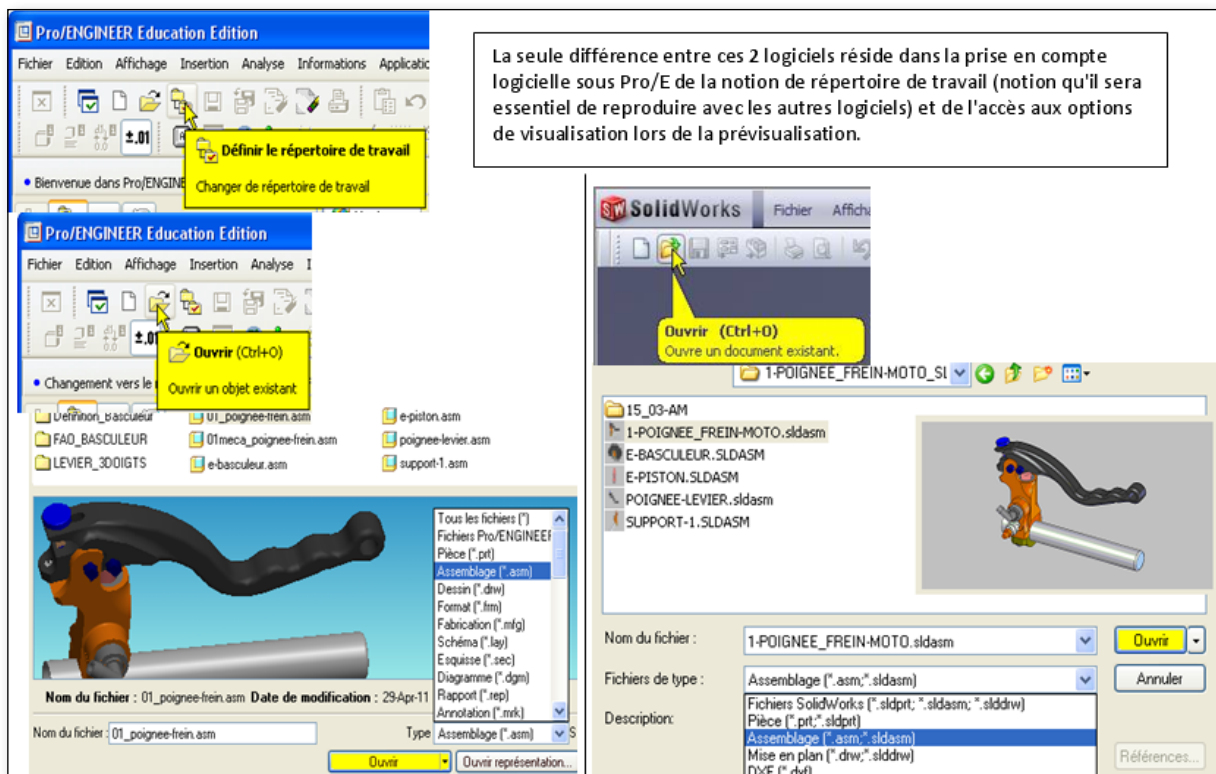 Pro/ENGINEER Education Edition
Fichier Edition Affichage Insertion Analyse Informations
±.01
Définir le répertoire de travail
Changer de répertoire de travail
Bienvenue dans
La seule différence entre ces 2 logiciels réside dans la prise en compte
logicielle sous Pro/E de la notion de répertoire de travail (notion qu'il sera
essentiel de reproduire avec les autres logiciels) et de l'accès aux options
de visualisation lors de la prévisualisation.
Pro/ENGINEER Education Edition
Fichier Edition Affichage Insertion Analyse I
Ouvrir (Ctrl+O)
Ouvrir un objet existant
Changement vers le
Definition_Basculeur 01_poignee-frein.asm e-piston.asm
FAO_BASCULEUR 01meca_poignee-frein.asm poignee-levier.asm
LEVIER_3DOIGTS e-basculeur.asm support-1.asm
Tous les fichiers (*)
Fichiers Pro/ENGINEER
Pièce (*.prt)
Assemblage (*.asm)
Dessin (*.drw)
Format (*.frm)
Fabrication (*.mfg)
Schéma (*.lay)
Esquisse (*.sec)
Diagramme (*.dgm)
Rapport (*.rep)
Annotation (*.mrk)
Nom du fichier : 01_poignee-frein.asm Date de modification : 29-Apr-11
Nom du fichier : 01_poignee-frein.asm Type Assemblage (*.asm) S
Ouvrir Ouvrir représentation...
SW SolidWorks Fichier Afficha
Ouvrir (Ctrl+O)
Ouvre un document existant.
1-POIGNEE_FREIN-MOTO_SL
15_03-AM
1-POIGNEE_FREIN-MOTO.sldasm
E-BASCULEUR.SLDASM
E-PISTON.SLDASM
POIGNEE-LEVIER.sldasm
SUPPORT-1.SLDASM
Nom du fichier : 1-POIGNEE_FREIN-MOTO.sldasm Ouvrir
Fichiers de type : Assemblage (*.asm;*.sldasm) Annuler
Description:
Fichiers SolidWorks (*.sldprt; *.sldasm; *.slddrw)
Pièce (*.prt;*.sldprt)
Assemblage (*.asm;*.sldasm)
Mise en plan (*.drw;*.slddrw)
DXF (*.dxf)
Références...